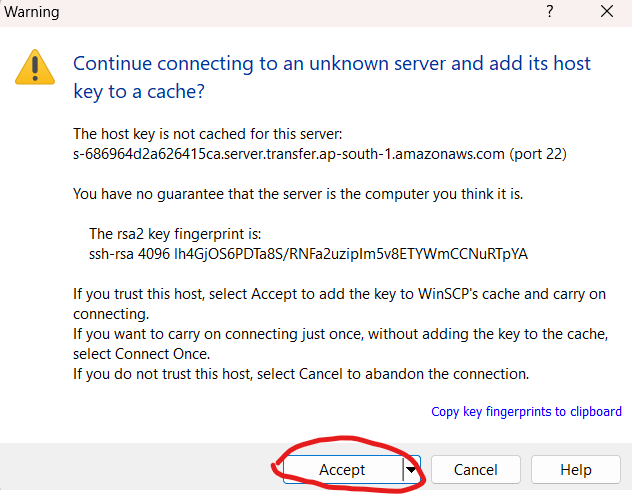 Warning
?
Continue connecting to an unknown server and add its host
key to a cache?
The host key is not cached for this server:
s-686964d2a626415ca.server.transfer.ap-south-1.amazonaws.com (port 22)
You have no guarantee that the server is the computer you think it is.
The rsa2 key fingerprint is:
ssh-rsa 4096 lh4GjOS6PDTa8S/RNFa2uzipIm5v8ETYWmCCNuRTpYA
If you trust this host, select Accept to add the key to WinSCP's cache and carry on
connecting.
If you want to carry on connecting just once, without adding the key to the cache,
select Connect Once.
If you do not trust this host, select Cancel to abandon the connection.
Copy key fingerprints to clipboard
Accept
Cancel
Help